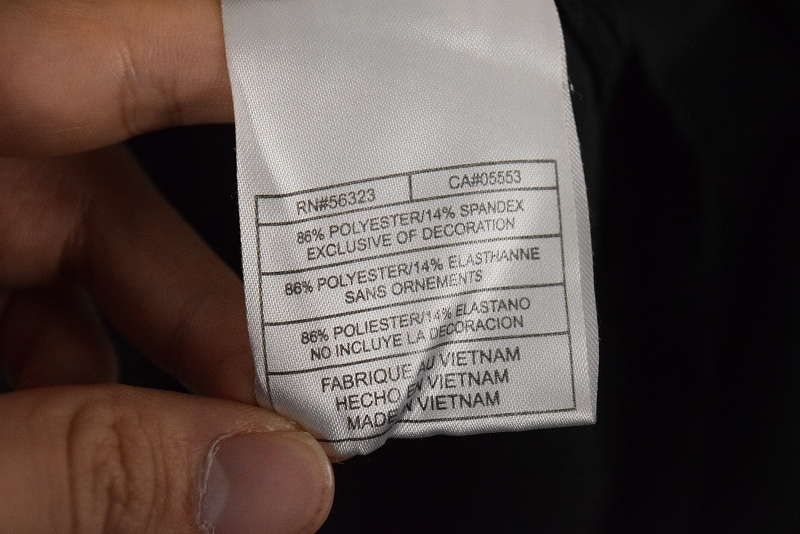 RN#56323 CA#05553
86% POLYESTER/14% SPANDEX
EXCLUSIVE OF DECORATION
86% POLYESTER/14% ELASTHANNE
SANS ORNEMENTS
86% POLIESTER/14% ELASTANO
NO INCLUYE LA DECORACION
FABRIQUE AU VIETNAM
HECHO EN VIETNAM
MADE IN VIETNAM